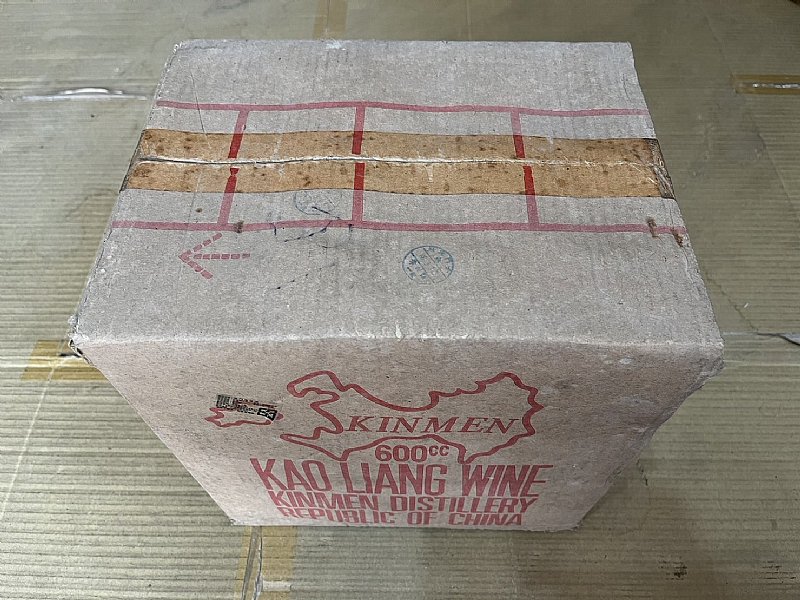 KINMEN
600CC
KAO LIANG WINE
KINMEN DISTILLERY
REPUBLIC OF CHINA